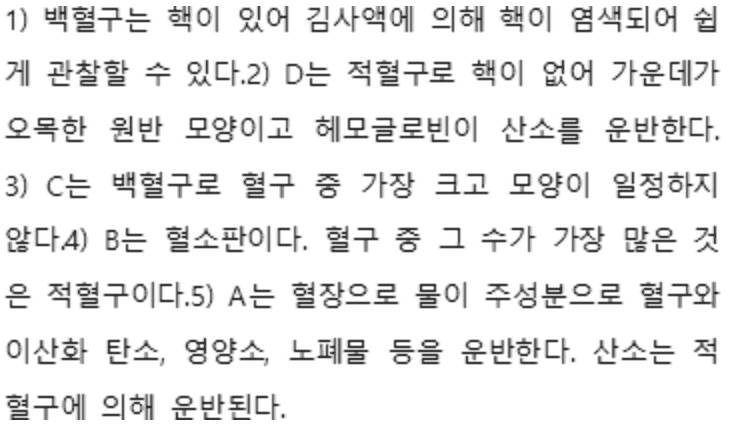 1) 백혈구는 핵이 있어 김사액에 의해 핵이 염색되어 쉽
게 관찰할 수 있다.2) D는 적혈구로 핵이 없어 가운데가
오목한 원반 모양이고 헤모글로빈이 산소를 운반한다.
3) C는 백혈구로 혈구 중 가장 크고 모양이 일정하지
않다.4) B는 혈소판이다. 혈구 중 그 수가 가장 많은 것
은 적혈구이다.5) A는 혈장으로 물이 주성분으로 혈구와
이산화 탄소, 영양소, 노폐물 등을 운반한다. 산소는 적
혈구에 의해 운반된다.